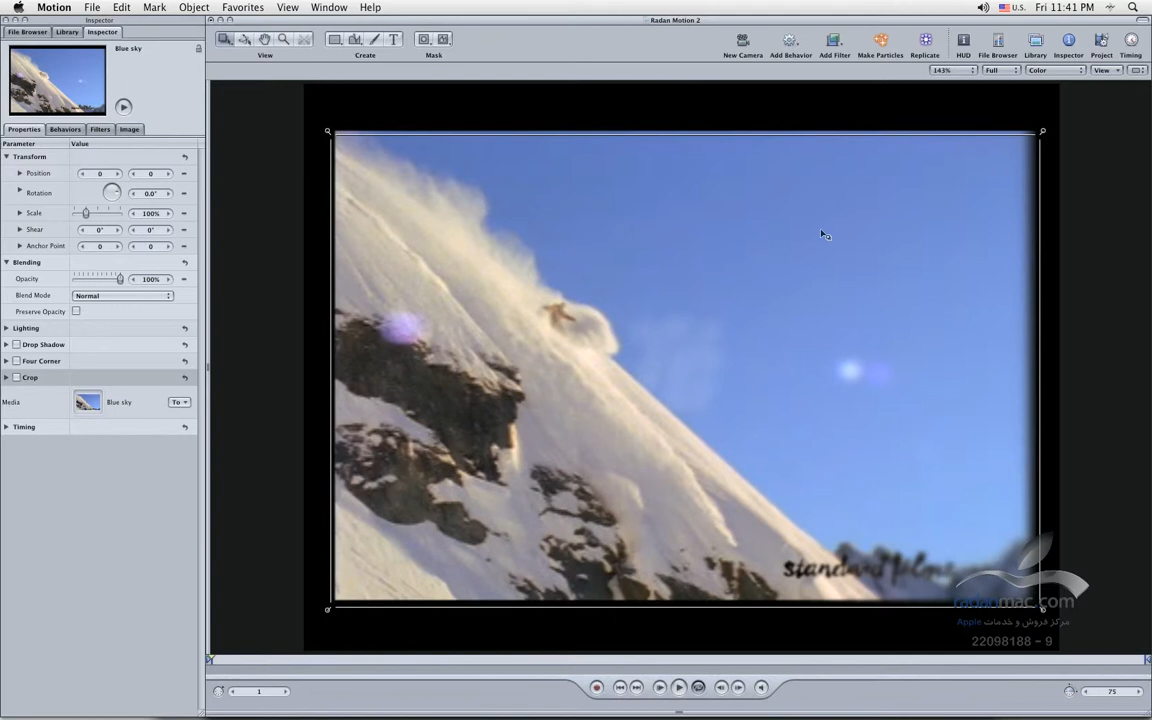 Motion File Edit Mark Object Favorites View Window Help
U.S. Fri 11:41 PM
Inspector
Radan Motion 2
File Browser Library Inspector
Blue sky
View Create Mask
New Camera Add Behavior Add Filter Make Particles Replicate HUD File Browser Library Inspector Project Timing
143% Full Color View
Properties Behaviors Filters Image
Parameter Value
Transform
Position 0 0
Rotation 0.0°
Scale 100%
Shear 0° 0°
Anchor Point 0 0
Blending
Opacity 100%
Blend Mode Normal
Preserve Opacity
Lighting
Drop Shadow
Four Corner
Crop
Media Blue sky To
Timing
standard films
radanmac.com
مرکز فروش و خدمات Apple
22098188 - 9
1
75